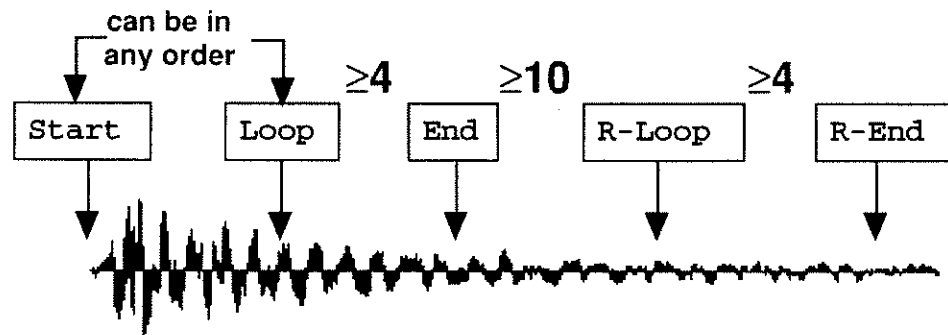 can be in
any order
≥4 ≥10 ≥4
Start Loop End R-Loop R-End